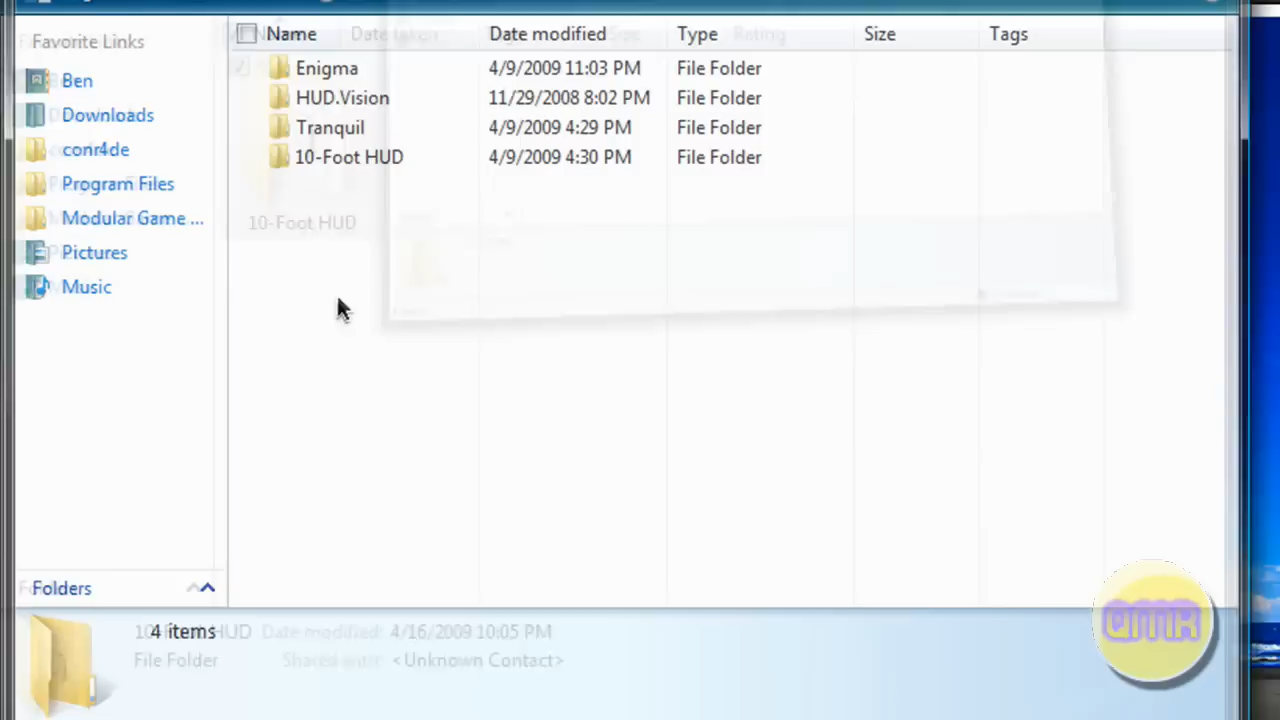 Favorite Links
Name Date taken Date modified Type Rating Size Tags
Ben
Downloads
conr4de
Program Files
Modular Game ...
Pictures
Music
Enigma 4/9/2009 11:03 PM File Folder
HUD.Vision 11/29/2008 8:02 PM File Folder
Tranquil 4/9/2009 4:29 PM File Folder
10-Foot HUD 4/9/2009 4:30 PM File Folder
10-Foot HUD
Folders
4 items
10-Foot HUD Date modified: 4/16/2009 10:05 PM
File Folder <Unknown Contact>
QMR